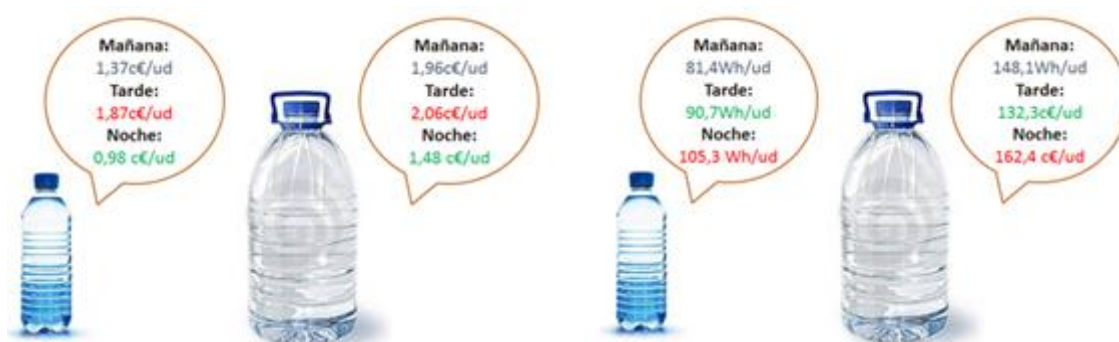 Mañana:
1,37c€/ud
Tarde:
1,87c€/ud
Noche:
0,98 c€/ud
Mañana:
1,96c€/ud
Tarde:
2,06c€/ud
Noche:
1,48 c€/ud
Mañana:
81,4Wh/ud
Tarde:
90,7Wh/ud
Noche:
105,3 Wh/ud
Mañana:
148,1Wh/ud
Tarde:
132,3c€/ud
Noche:
162,4 c€/ud